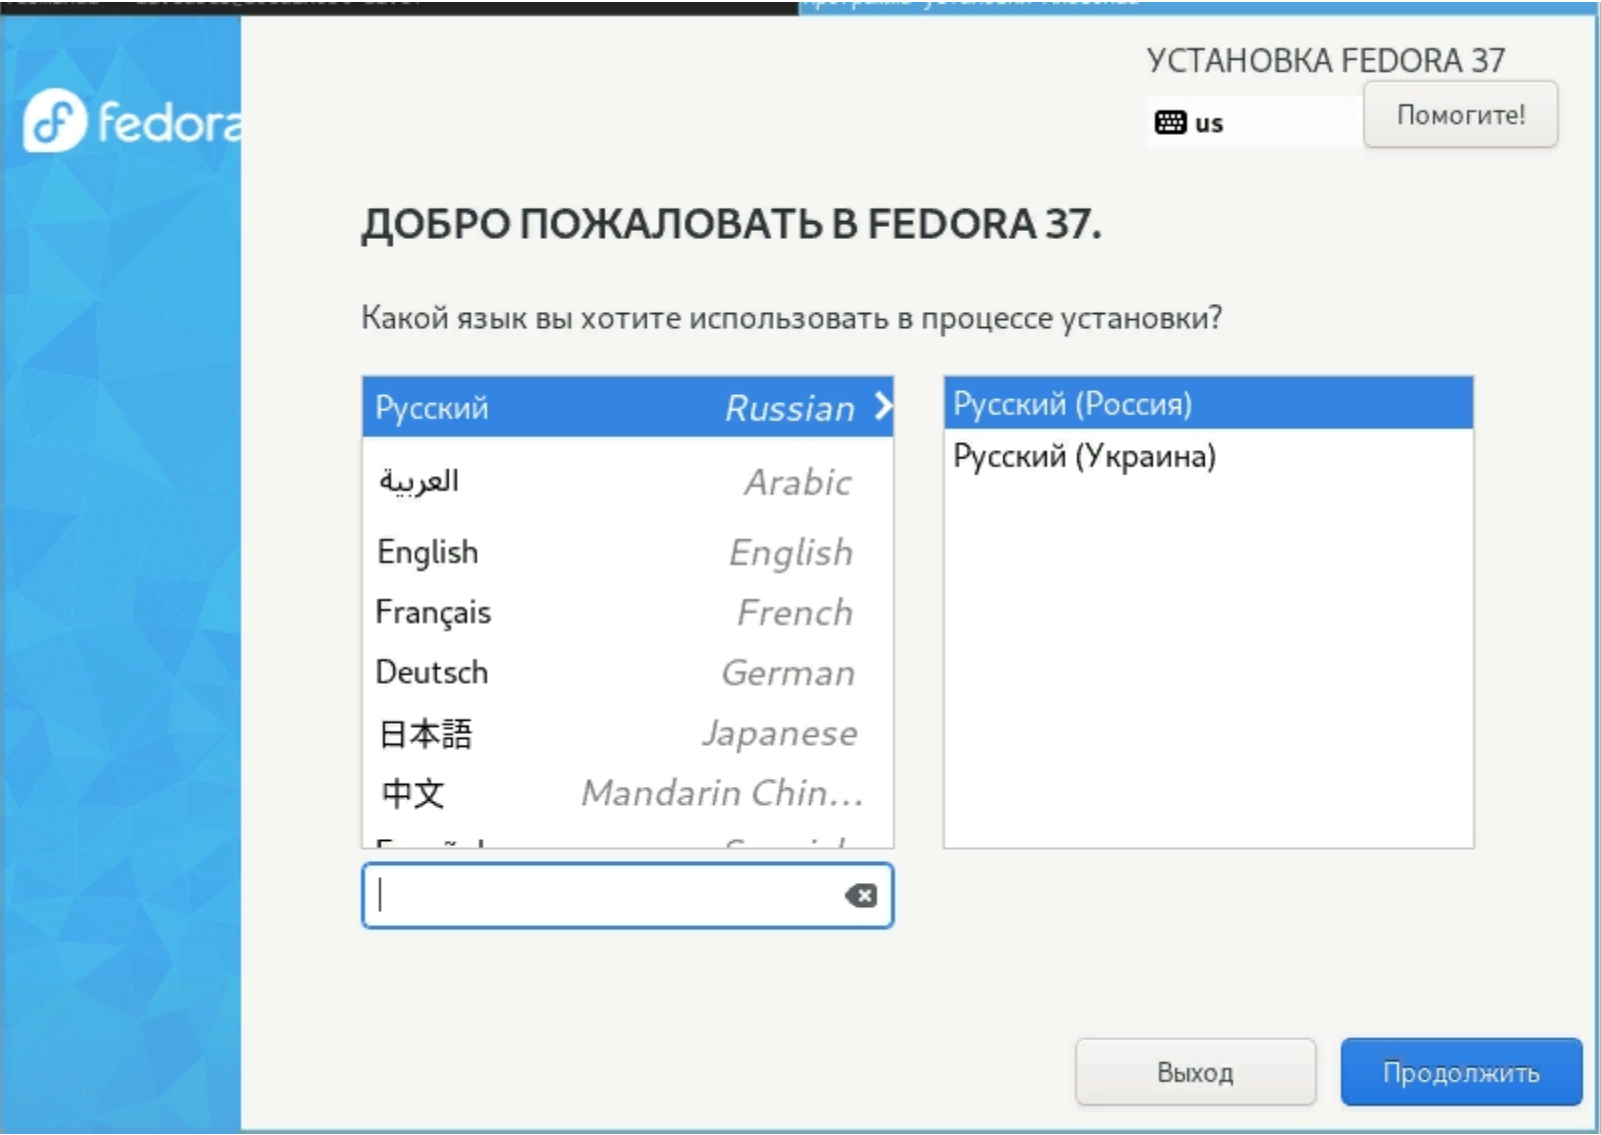 fedora
УСТАНОВКА FEDORA 37
us
Помогите!
ДОБРО ПОЖАЛОВАТЬ В FEDORA 37.
Какой язык вы хотите использовать в процессе установки?
Русский Russian
العربية Arabic
English English
Français French
Deutsch German
日本語 Japanese
中文 Mandarin Chin...
Русский (Россия)
Русский (Украина)
Выход
Продолжить